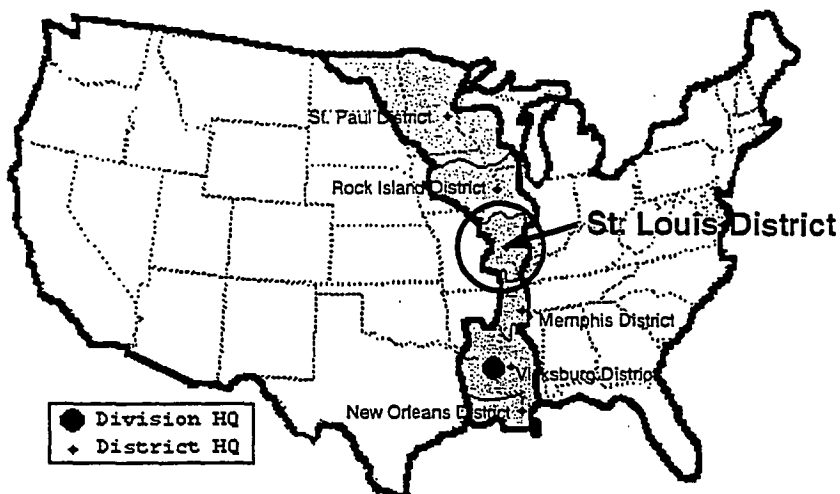 St. Paul District
Rock Island District
St. Louis District
Memphis District
Vicksburg District
New Orleans District
Division HQ
District HQ